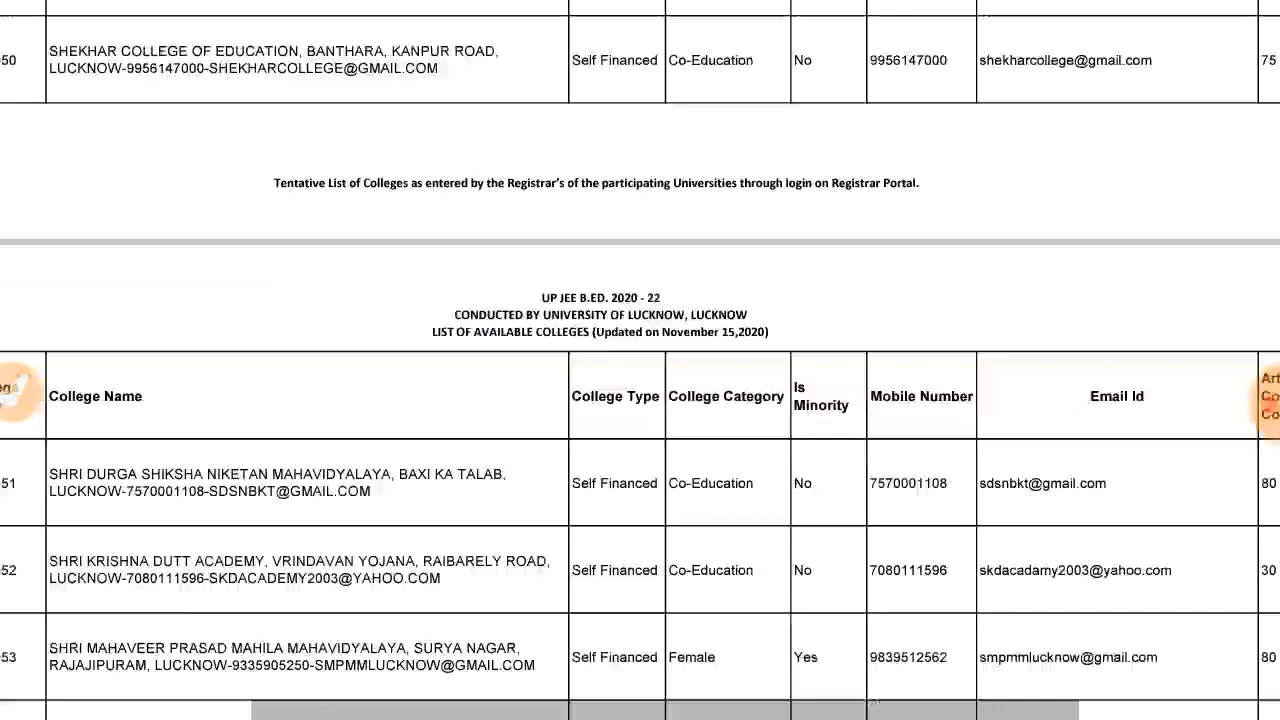 50
SHEKHAR COLLEGE OF EDUCATION, BANTHARA, KANPUR ROAD,
LUCKNOW-9956147000-SHEKHARCOLLEGE@GMAIL.COM
Self Financed
Co-Education
No
9956147000
shekharcollege@gmail.com
75
Tentative List of Colleges as entered by the Registrar's of the participating Universities through login on Registrar Portal.
UP JEE B.ED. 2020 - 22
CONDUCTED BY UNIVERSITY OF LUCKNOW, LUCKNOW
LIST OF AVAILABLE COLLEGES (Updated on November 15,2020)
College Name
College Type
College Category
Is
Minority
Mobile Number
Email Id
Art
Co
Co
51
SHRI DURGA SHIKSHA NIKETAN MAHAVIDYALAYA, BAXI KA TALAB,
LUCKNOW-7570001108-SDSNBKT@GMAIL.COM
Self Financed
Co-Education
No
7570001108
sdsnbkt@gmail.com
80
52
SHRI KRISHNA DUTT ACADEMY, VRINDAVAN YOJANA, RAIBARELY ROAD,
LUCKNOW-7080111596-SKDACADEMY2003@YAHOO.COM
Self Financed
Co-Education
No
7080111596
skdacadamy2003@yahoo.com
30
53
SHRI MAHAVEER PRASAD MAHILA MAHAVIDYALAYA, SURYA NAGAR,
RAJAJIPURAM, LUCKNOW-9335905250-SMPMMLUCKNOW@GMAIL.COM
Self Financed
Female
Yes
9839512562
smpmmlucknow@gmail.com
80